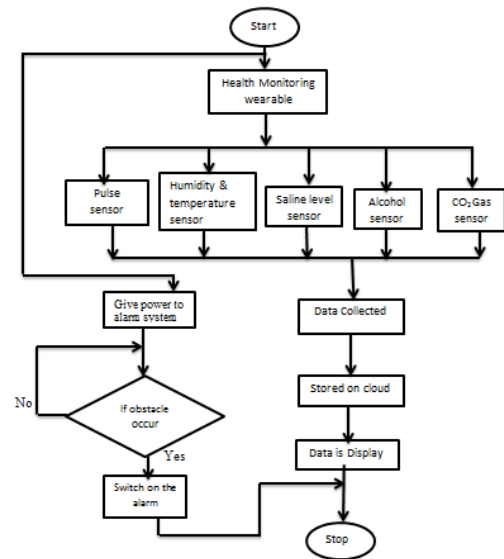 Start
Health Monitoring
wearable
Pulse
sensor
Humidity &
temperature
sensor
Saline level
sensor
Alcohol
sensor
CO₂Gas
sensor
Give power to
alarm system
Data Collected
No
If obstacle
occur
Stored on cloud
Yes
Data is Display
Switch on the
alarm
Stop